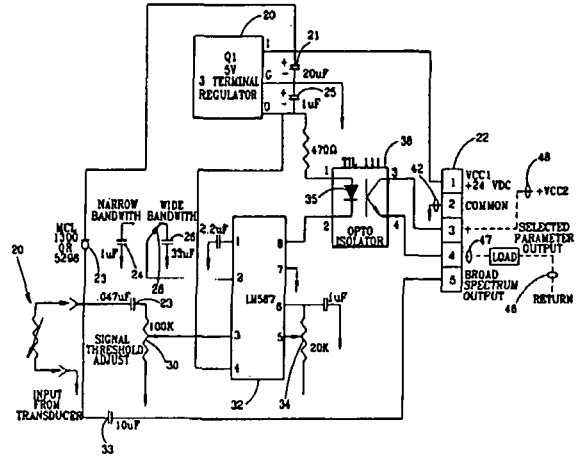 20
21
Q1
5V
3 TERMINAL
REGULATOR
I
G
O
+
-
20uF
+
-
25
1uF
470Ω
TIL 111
38
1
2
3
4
35
OPTO
ISOLATOR
22
42
1
VCC1
+24 VDC
2
COMMON
3
+
4
5
48
+VCC2
SELECTED
PARAMETER
OUTPUT
47
LOAD
BROAD
SPECTRUM
OUTPUT
46
RETURN
MCL
1300
OR
5298
23
NARROW
BANDWITH
1uF
24
WIDE
BANDWITH
26
33uF
28
2.2uF
1
2
3
4
8
7
6
5
LM567
32
1uF
20K
34
20
.047uF
23
100K
SIGNAL
THRESHOLD
ADJUST
30
INPUT
FROM
TRANSDUCER
10uF
33